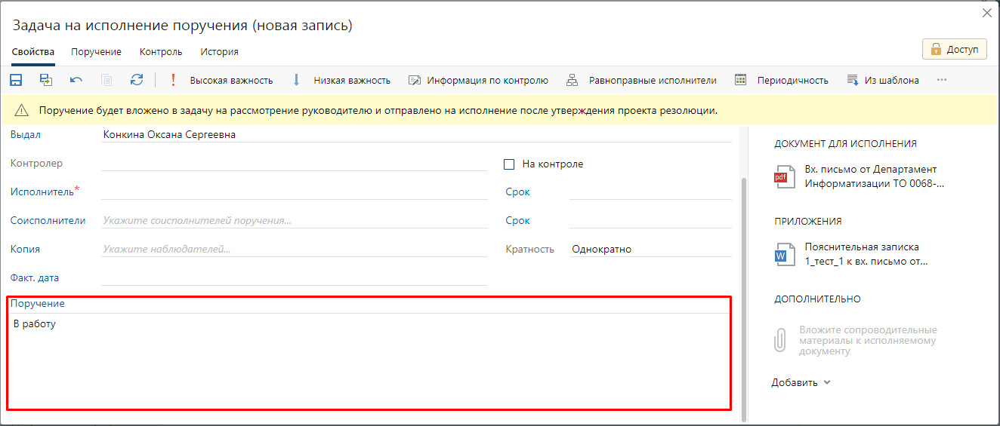 Задача на исполнение поручения (новая запись)
Свойства Поручение Контроль История
Доступ
Высокая важность Низкая важность Информация по контролю Равноправные исполнители Периодичность Из шаблона ...
Поручение будет вложено в задачу на рассмотрение руководителю и отправлено на исполнение после утверждения проекта резолюции.
Выдал Конкина Оксана Сергеевна
Контролер На контроле
Исполнитель* Срок
Соисполнители Укажите соисполнителей поручения... Срок
Копия Укажите наблюдателей... Кратность Однократно
Факт. дата
Поручение
В работу
ДОКУМЕНТ ДЛЯ ИСПОЛНЕНИЯ
pdf
Вх. письмо от Департамент
Информатизации ТО 0068-...
ПРИЛОЖЕНИЯ
W
Пояснительная записка
1_тест_1 к вх. письмо от...
ДОПОЛНИТЕЛЬНО
Вложите сопроводительные
материалы к исполняемому
документу
Добавить